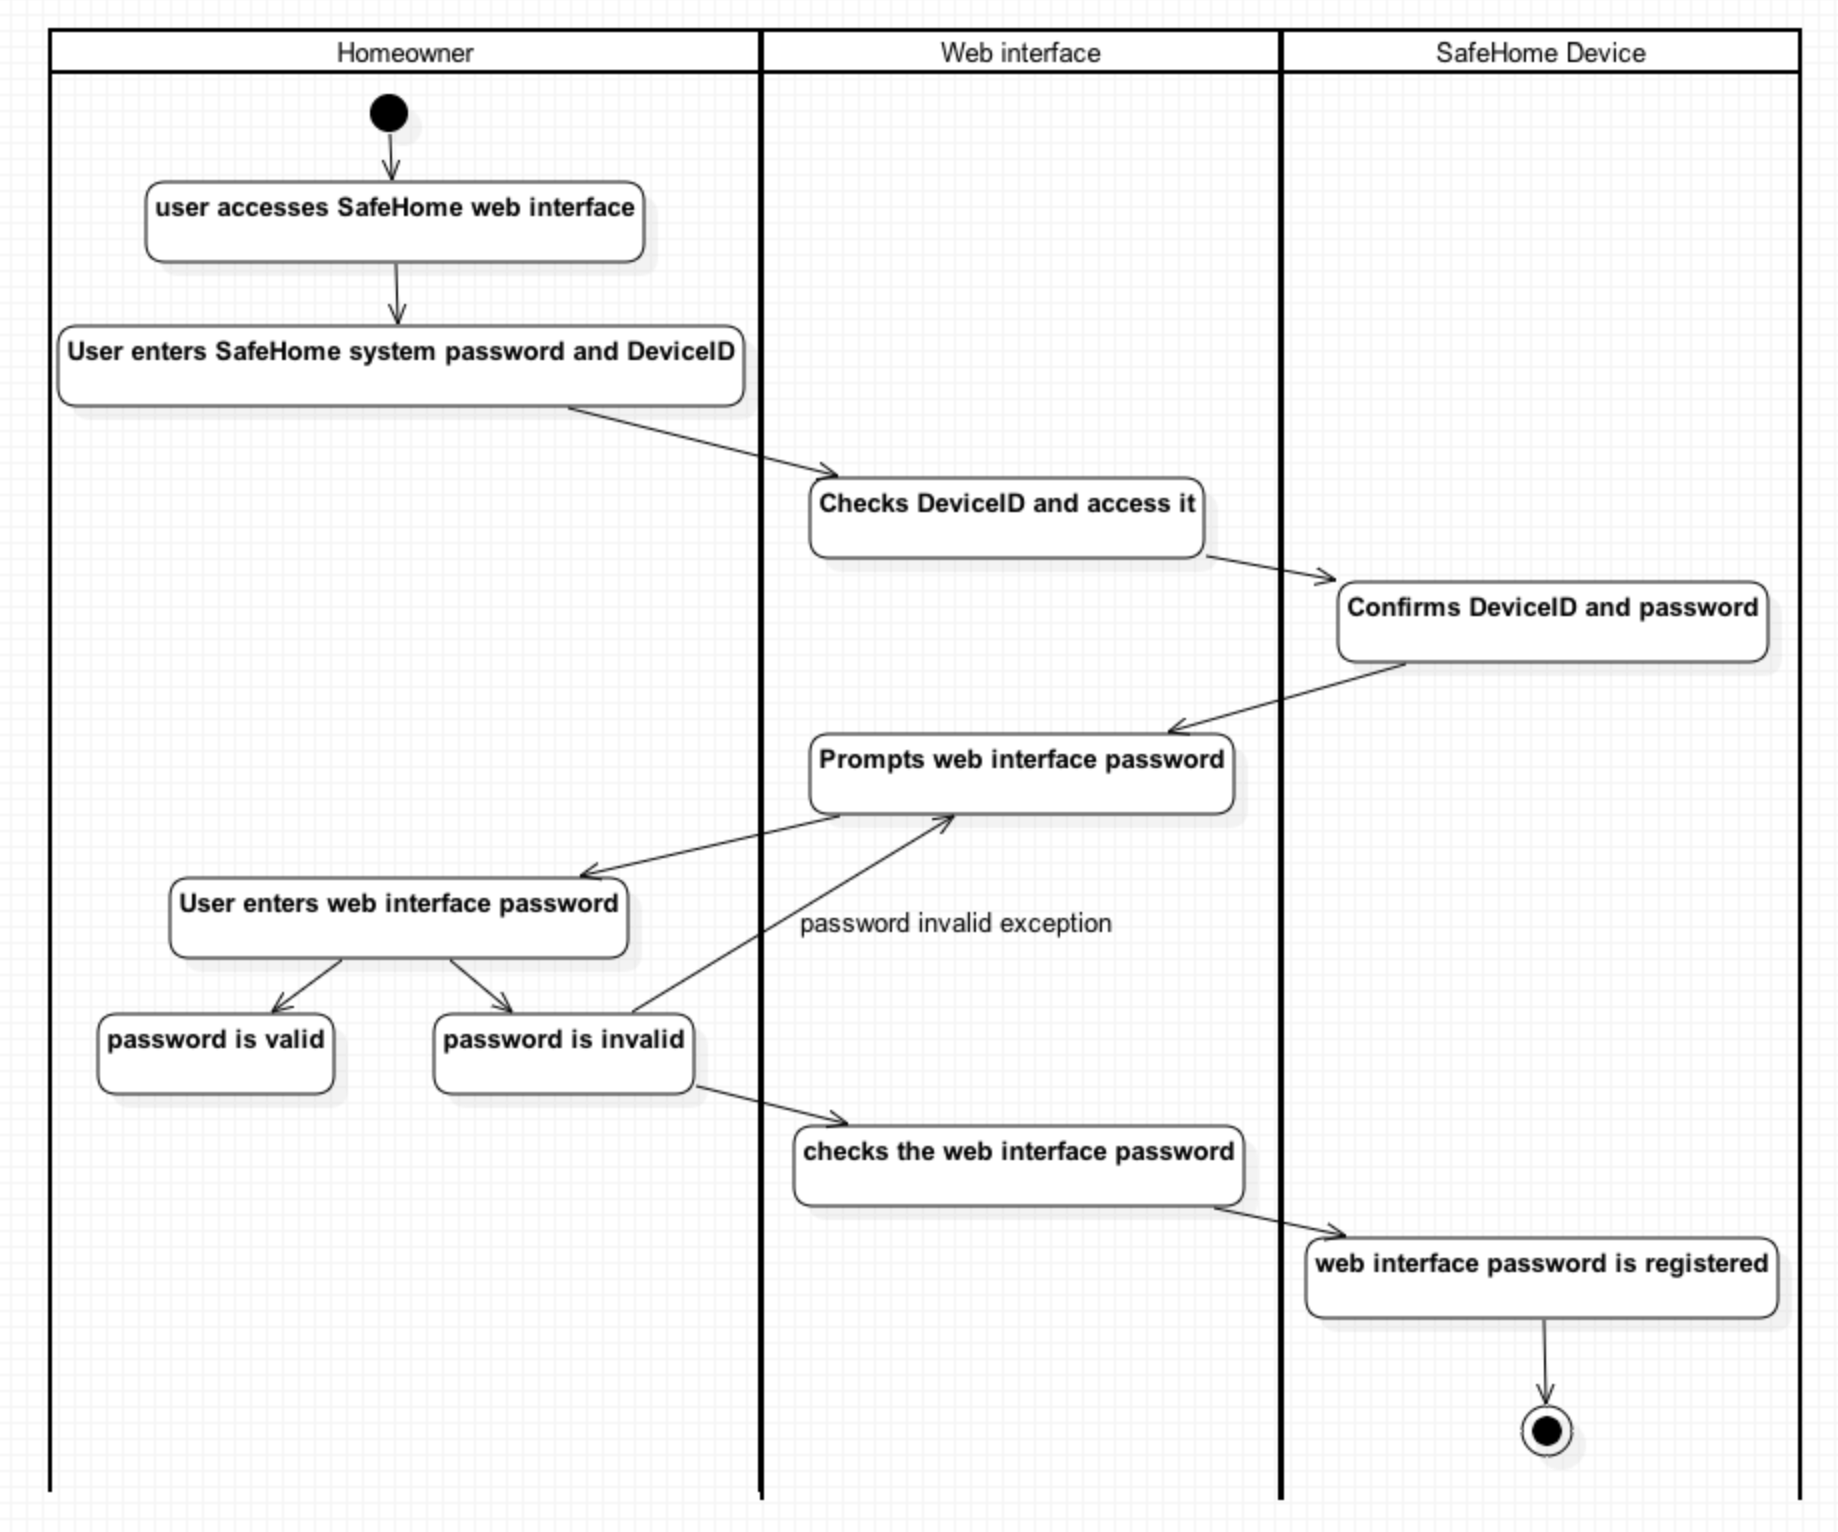 Homeowner
Web interface
SafeHome Device
user accesses SafeHome web interface
User enters SafeHome system password and DeviceID
Checks DeviceID and access it
Confirms DeviceID and password
Prompts web interface password
User enters web interface password
password invalid exception
password is valid
password is invalid
checks the web interface password
web interface password is registered